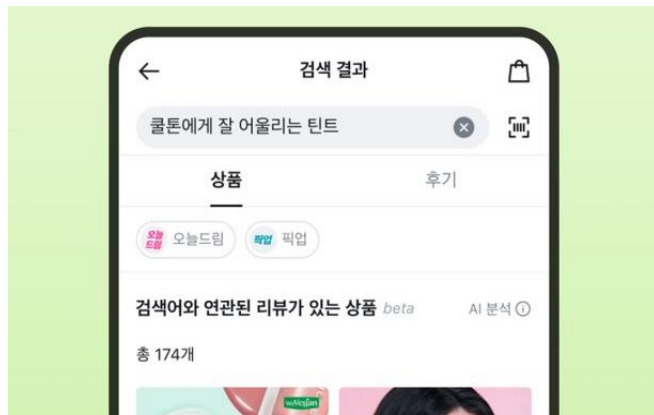 검색 결과
쿨톤에게 잘 어울리는 틴트
상품 후기
오늘드림 오늘드림 픽업 픽업
검색어와 연관된 리뷰가 있는 상품 beta AI 분석
총 174개
veVegan